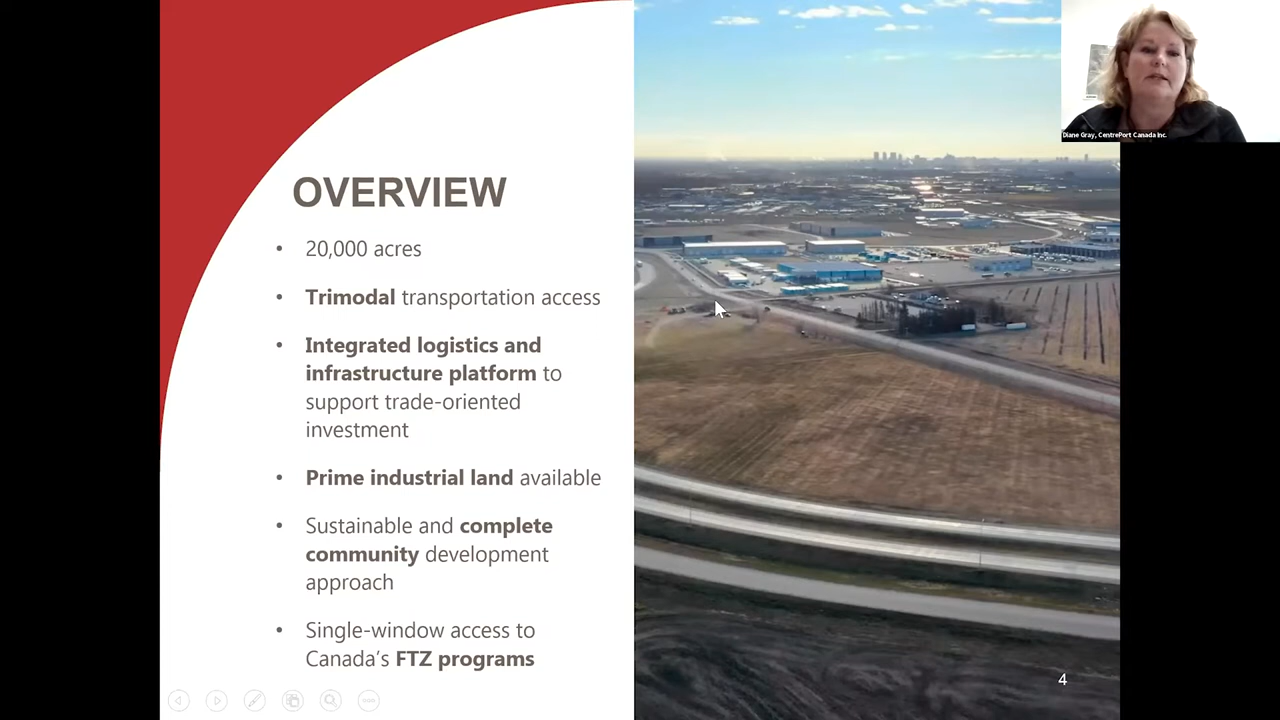 Diane Gray, CentrePort Canada Inc.
OVERVIEW
• 20,000 acres
• Trimodal transportation access
• Integrated logistics and
infrastructure platform to
support trade-oriented
investment
• Prime industrial land available
• Sustainable and complete
community development
approach
• Single-window access to
Canada's FTZ programs
4